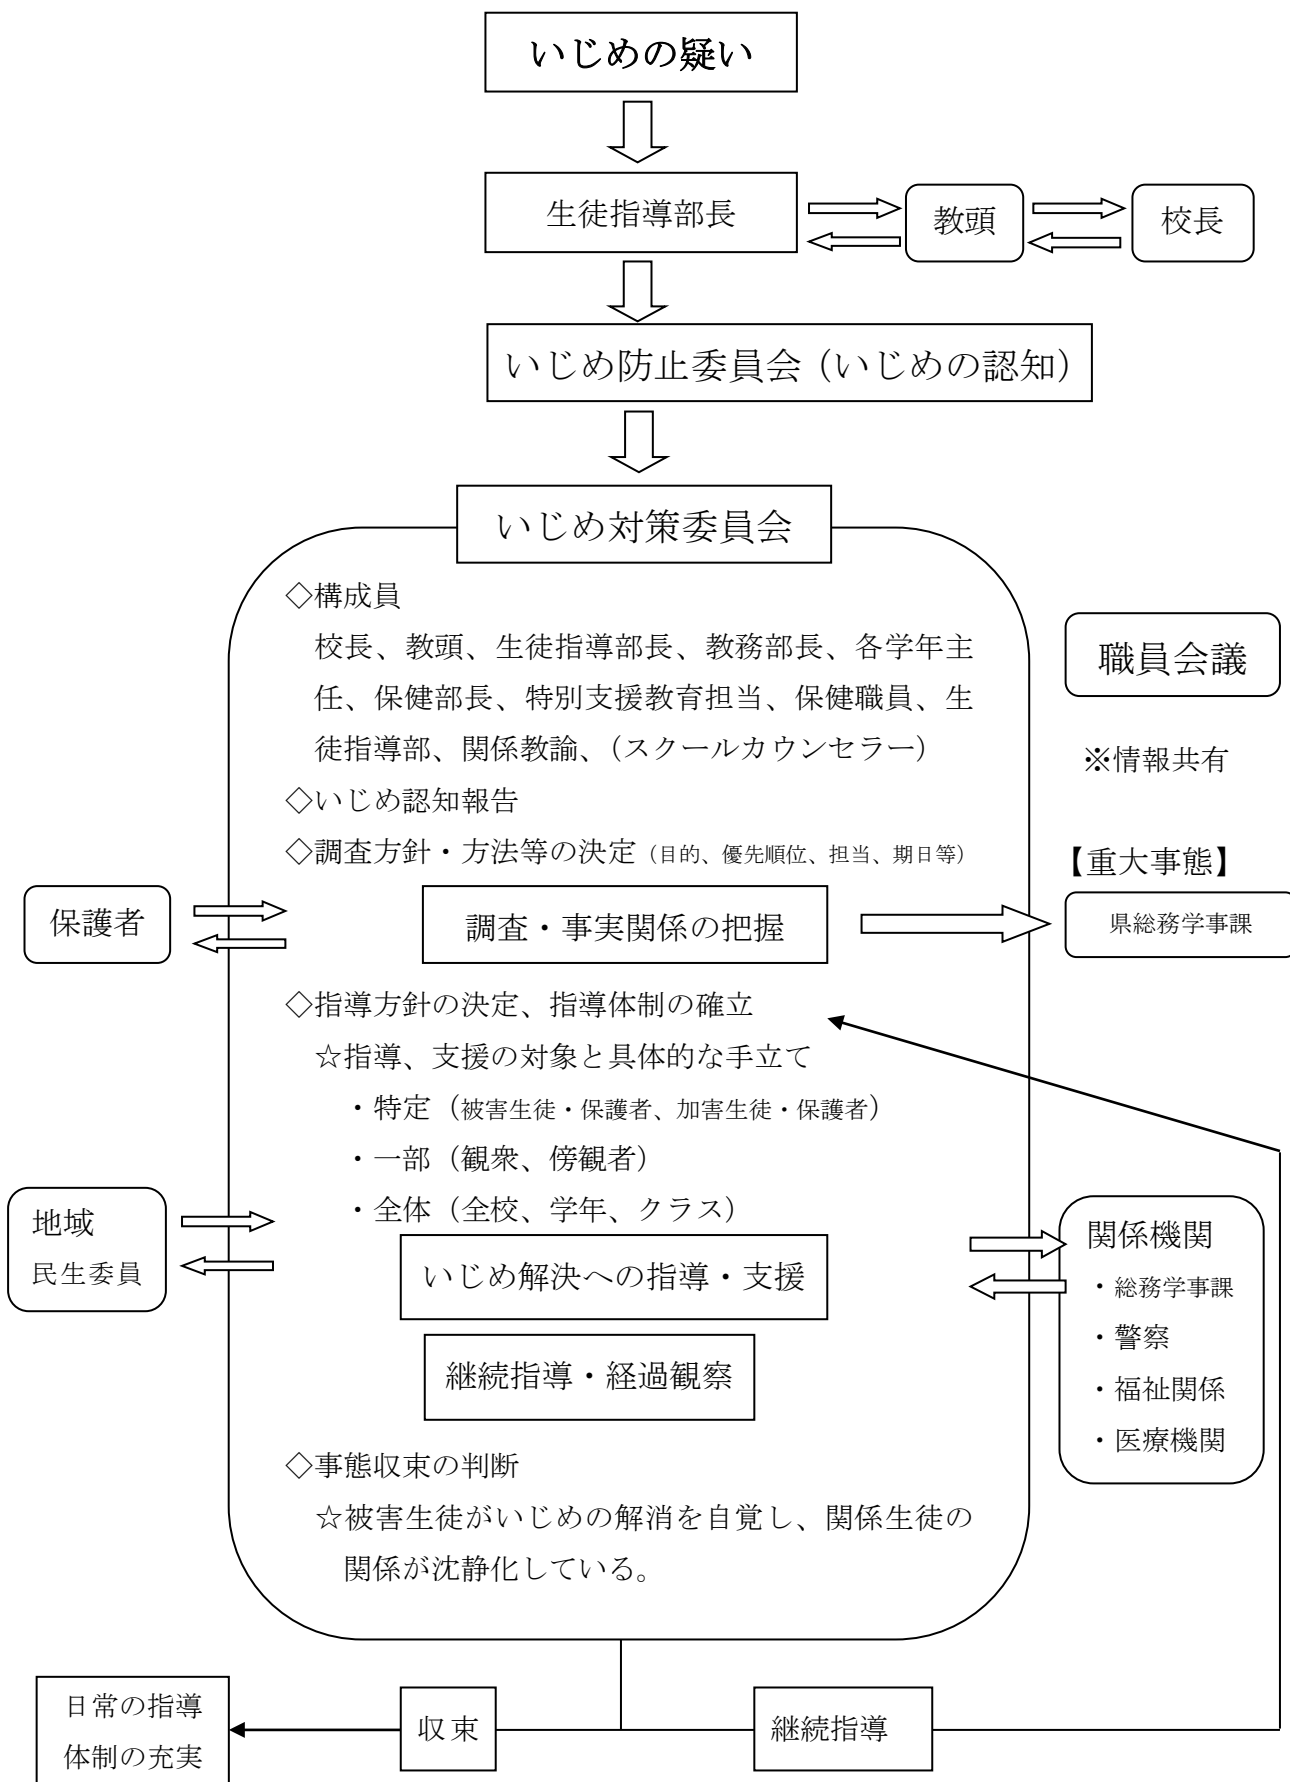 いじめの疑い
生徒指導部長
教頭
校長
いじめ防止委員会（いじめの認知）
いじめ対策委員会
◇構成員
校長、教頭、生徒指導部長、教務部長、各学年主
任、保健部長、特別支援教育担当、保健職員、生
徒指導部、関係教諭、（スクールカウンセラー）
◇いじめ認知報告
◇調査方針・方法等の決定（目的、優先順位、担当、期日等）
職員会議
※情報共有
【重大事態】
保護者
調査・事実関係の把握
県総務学事課
◇指導方針の決定、指導体制の確立
☆指導、支援の対象と具体的な手立て
・特定（被害生徒・保護者、加害生徒・保護者）
・一部（観衆、傍観者）
・全体（全校、学年、クラス）
地域
民生委員
いじめ解決への指導・支援
継続指導・経過観察
関係機関
・総務学事課
・警察
・福祉関係
・医療機関
◇事態収束の判断
☆被害生徒がいじめの解消を自覚し、関係生徒の
関係が沈静化している。
日常の指導
体制の充実
収束
継続指導